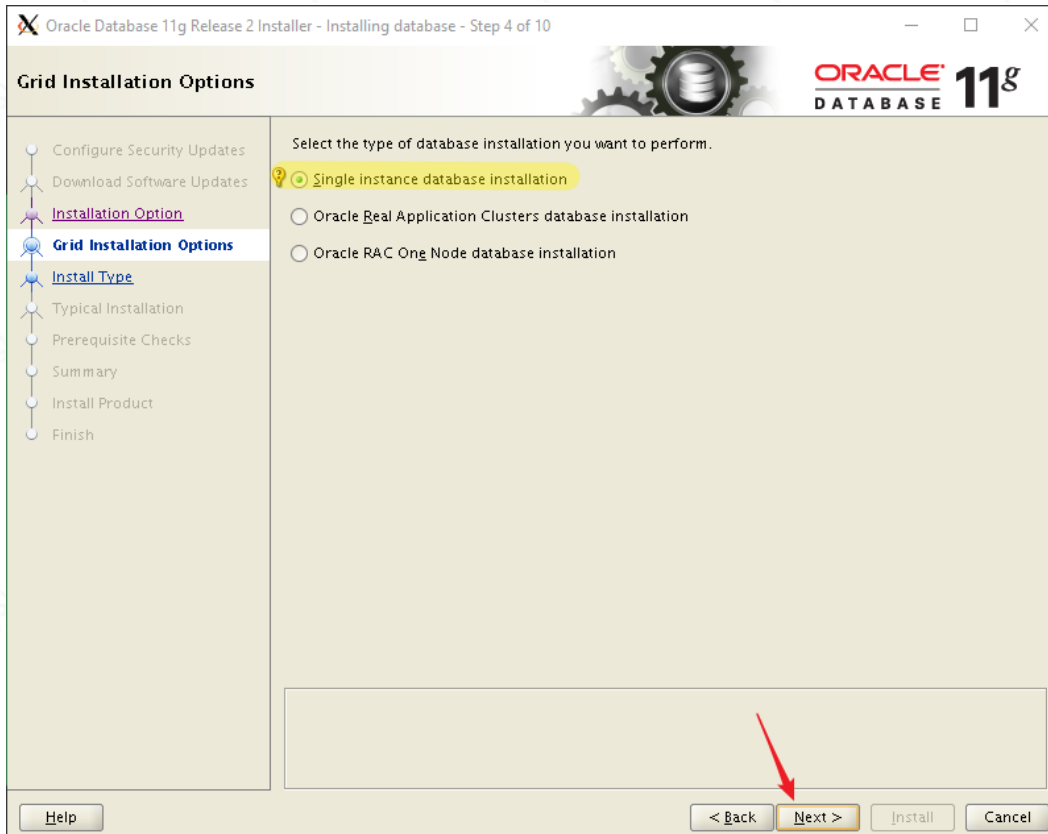 Oracle Database 11g Release 2 Installer - Installing database - Step 4 of 10
Grid Installation Options
ORACLE
DATABASE
11g
Configure Security Updates
Download Software Updates
Installation Option
Grid Installation Options
Install Type
Typical Installation
Prerequisite Checks
Summary
Install Product
Finish
Select the type of database installation you want to perform.
Single instance database installation
Oracle Real Application Clusters database installation
Oracle RAC One Node database installation
Help
< Back
Next >
Install
Cancel